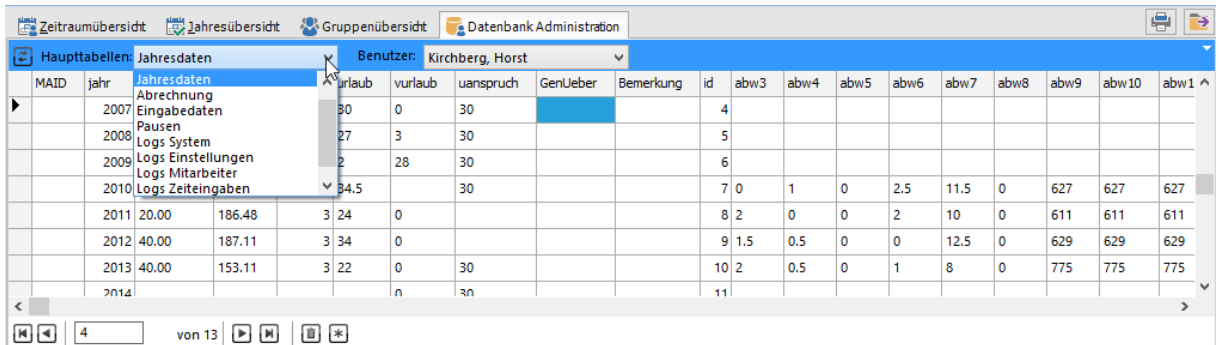 Zeitraumübersicht Jahresübersicht Gruppenübersicht Datenbank Administration
Haupttabellen: Jahresdaten Benutzer: Kirchberg, Horst
MAID jahr urlaub vurlaub uanspruch GenUeber Bemerkung id abw3 abw4 abw5 abw6 abw7 abw8 abw9 abw10 abw1
Jahresdaten
Abrechnung
Eingabedaten
Pausen
Logs System
Logs Einstellungen
Logs Mitarbeiter
Logs Zeiteingaben
2007 30 0 30 4
2008 27 3 30 5
2009 2 28 30 6
2010 34.5 30 7 0 1 0 2.5 11.5 0 627 627 627
2011 20.00 186.48 3 24 0 8 2 0 0 2 10 0 611 611 611
2012 40.00 187.11 3 34 0 9 1.5 0.5 0 0 12.5 0 629 629 629
2013 40.00 153.11 3 22 0 30 10 2 0.5 0 1 8 0 775 775 775
2014 0 30 11
4 von 13